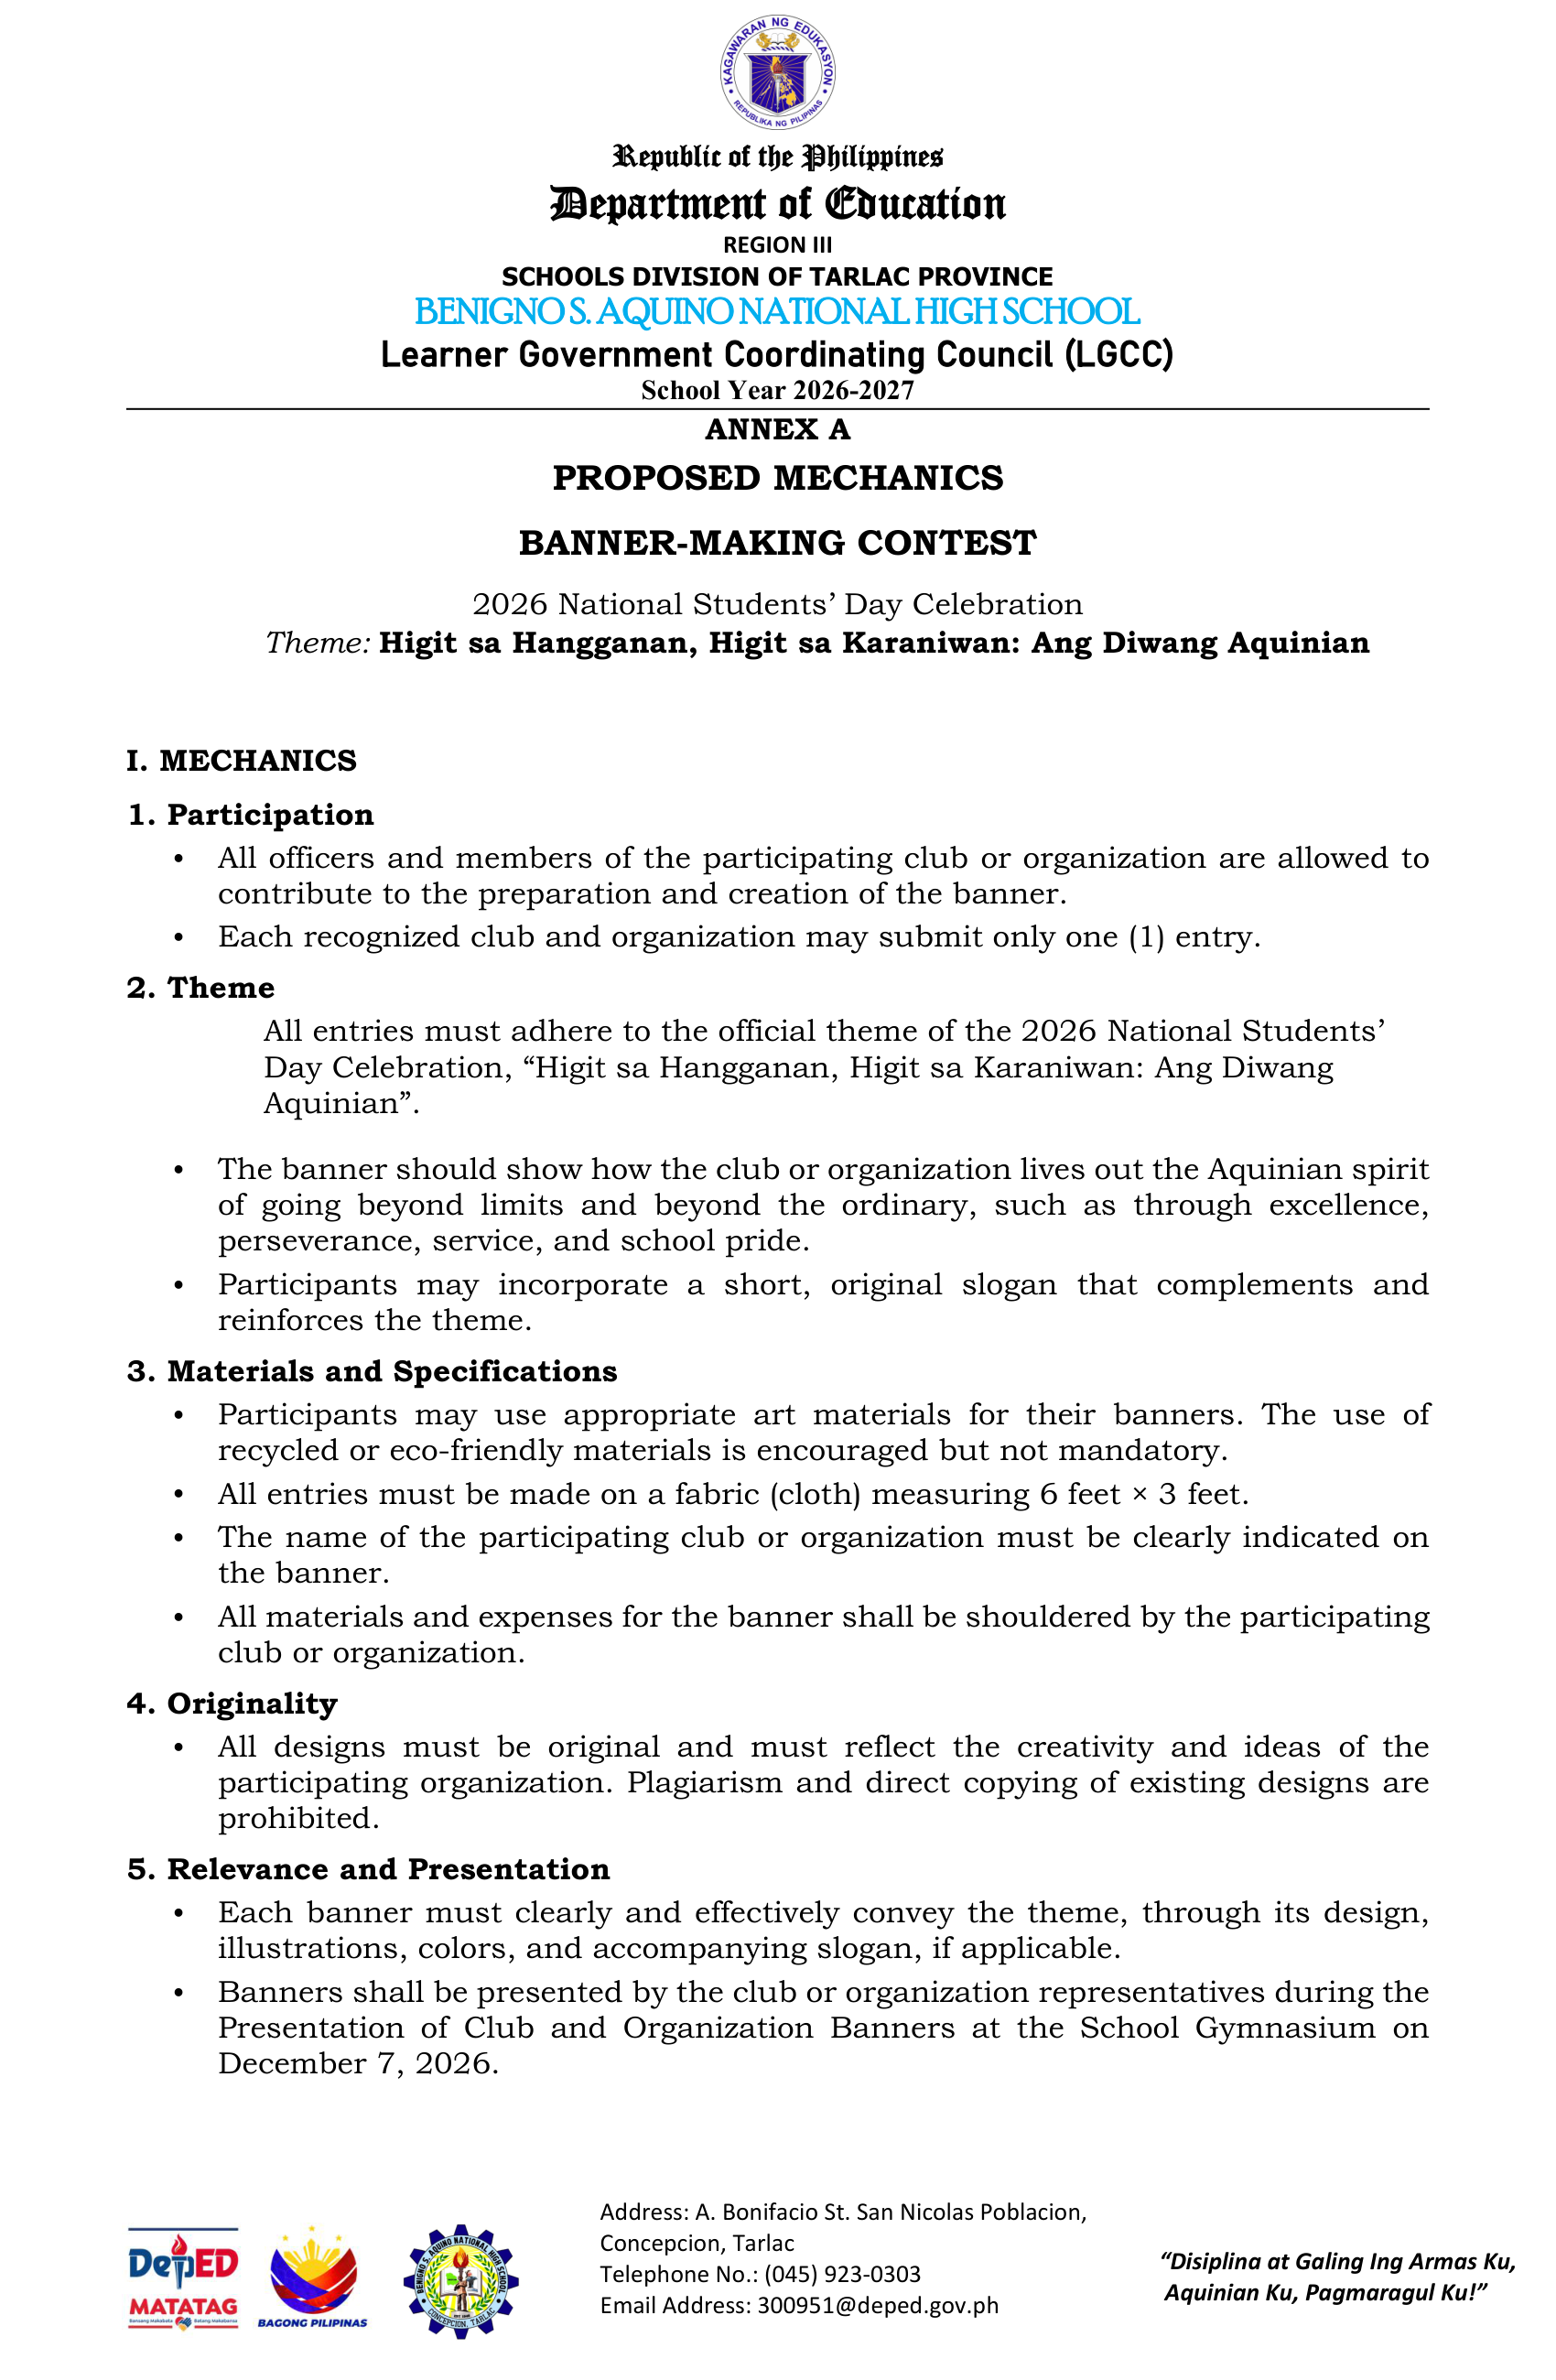 KAGAWARAN NG EDUKASYON
REPUBLIKA NG PILIPINAS
Republic of the Philippines
Department of Education
REGION III
SCHOOLS DIVISION OF TARLAC PROVINCE
BENIGNO S. AQUINO NATIONAL HIGH SCHOOL
Learner Government Coordinating Council (LGCC)
School Year 2026-2027
ANNEX A
PROPOSED MECHANICS
BANNER-MAKING CONTEST
2026 National Students’ Day Celebration
Theme: Higit sa Hangganan, Higit sa Karaniwan: Ang Diwang Aquinian
I. MECHANICS
1. Participation
• All officers and members of the participating club or organization are allowed to
contribute to the preparation and creation of the banner.
• Each recognized club and organization may submit only one (1) entry.
2. Theme
All entries must adhere to the official theme of the 2026 National Students’
Day Celebration, “Higit sa Hangganan, Higit sa Karaniwan: Ang Diwang
Aquinian”.
• The banner should show how the club or organization lives out the Aquinian spirit
of going beyond limits and beyond the ordinary, such as through excellence,
perseverance, service, and school pride.
• Participants may incorporate a short, original slogan that complements and
reinforces the theme.
3. Materials and Specifications
• Participants may use appropriate art materials for their banners. The use of
recycled or eco-friendly materials is encouraged but not mandatory.
• All entries must be made on a fabric (cloth) measuring 6 feet × 3 feet.
• The name of the participating club or organization must be clearly indicated on
the banner.
• All materials and expenses for the banner shall be shouldered by the participating
club or organization.
4. Originality
• All designs must be original and must reflect the creativity and ideas of the
participating organization. Plagiarism and direct copying of existing designs are
prohibited.
5. Relevance and Presentation
• Each banner must clearly and effectively convey the theme, through its design,
illustrations, colors, and accompanying slogan, if applicable.
• Banners shall be presented by the club or organization representatives during the
Presentation of Club and Organization Banners at the School Gymnasium on
December 7, 2026.
DepED
MATATAG
Bansang Makabata Batang Makabansa
BAGONG PILIPINAS
BENIGNO S. AQUINO NATIONAL HIGH SCHOOL
CONCEPCION, TARLAC
Address: A. Bonifacio St. San Nicolas Poblacion,
Concepcion, Tarlac
Telephone No.: (045) 923-0303
Email Address: 300951@deped.gov.ph
“Disiplina at Galing Ing Armas Ku,
Aquinian Ku, Pagmaragul Ku!”